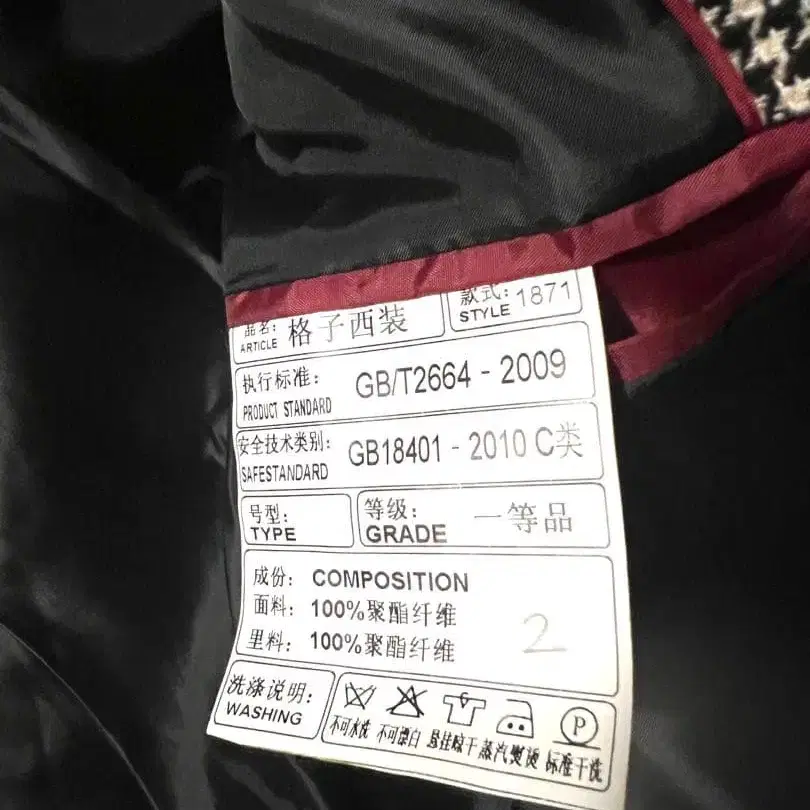 品名: 格子西装
ARTICLE
款式: 1871
STYLE
执行标准: GB/T2664 - 2009
PRODUCT STANDARD
安全技术类别: GB18401 - 2010 C类
SAFESTANDARD
号型:
TYPE
等级: 一等品
GRADE
成份: COMPOSITION
面料: 100%聚酯纤维
里料: 100%聚酯纤维
2
洗涤说明:
WASHING
P
不可水洗 不可漂白 悬挂晾干 蒸汽熨烫 标准干洗